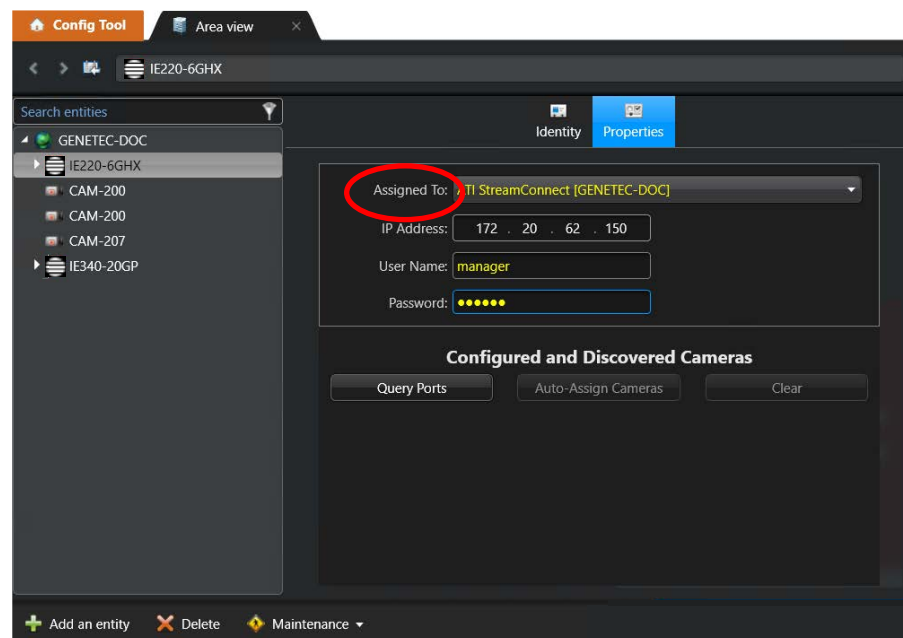 Config Tool
Area view
IE220-6GHX
Search entities
GENETEC-DOC
IE220-6GHX
CAM-200
CAM-200
CAM-207
IE340-20GP
Identity
Properties
Assigned To: ATI StreamConnect [GENETEC-DOC]
IP Address: 172 . 20 . 62 . 150
User Name: manager
Password: ●●●●●●
Configured and Discovered Cameras
Query Ports Auto-Assign Cameras Clear
Add an entity Delete Maintenance